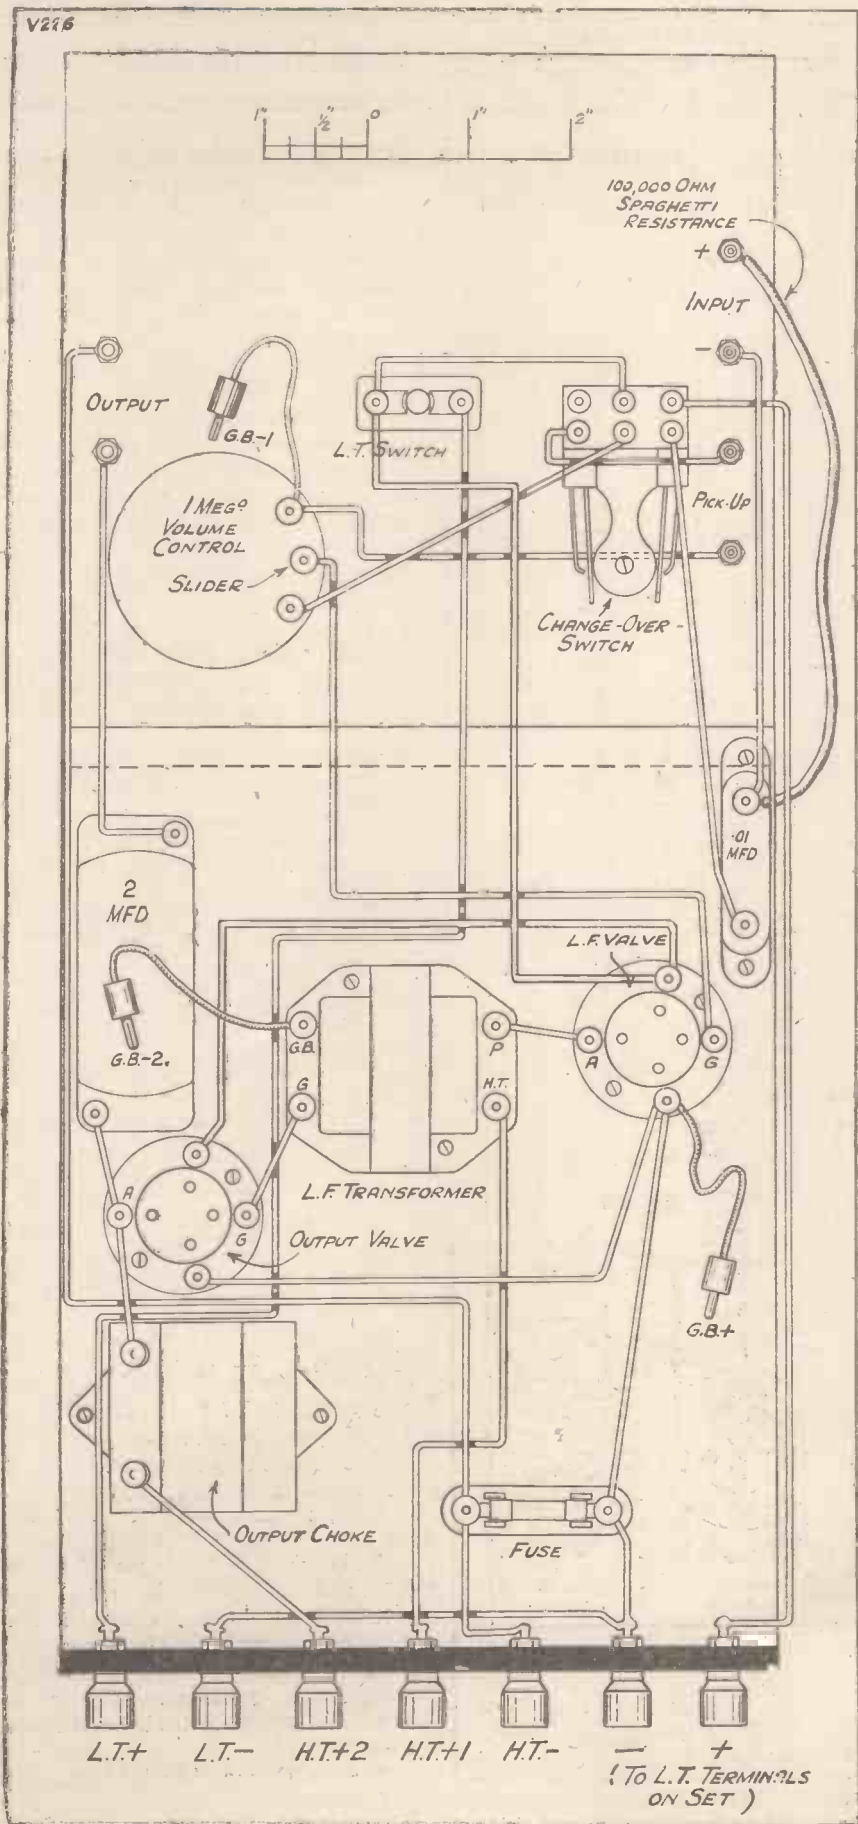 V226
1" ½" 0 1" 2"
100,000 OHM
SPAGHETTI
RESISTANCE
+
INPUT
-
OUTPUT
G.B.-1
L.T. SWITCH
PICK-UP
1 MEGᴼ
VOLUME
CONTROL
SLIDER
CHANGE-OVER-
SWITCH
.01
MFD
2
MFD
L.F. VALVE
G.B.-2.
G.B.
P
A
G
G
H.T.
L.F. TRANSFORMER
A
G
OUTPUT VALVE
G.B.+
OUTPUT CHOKE
FUSE
L.T.+ L.T.- H.T.+2 H.T.+1 H.T.- — +
(TO L.T. TERMINALS
ON SET)